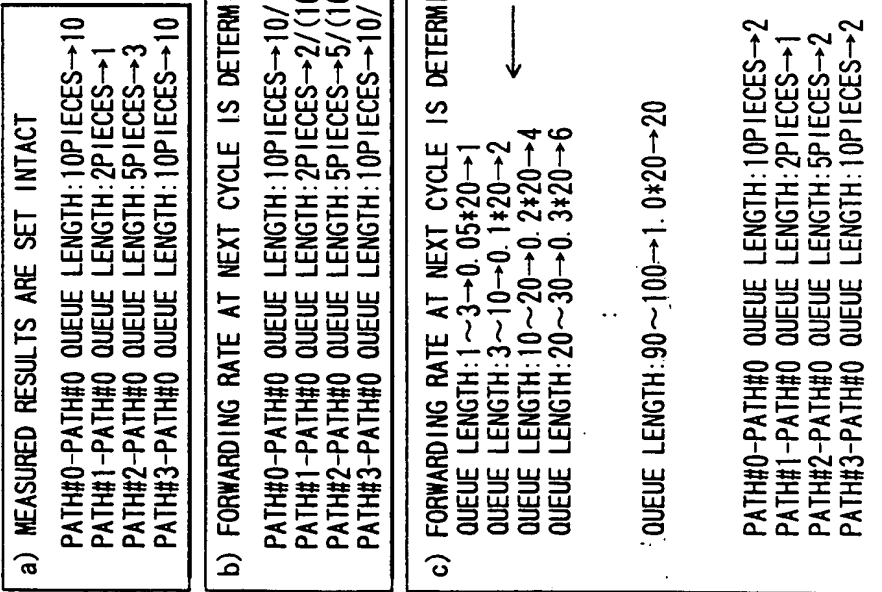 a) MEASURED RESULTS ARE SET INTACT
PATH#0-PATH#0 QUEUE LENGTH:10PIECES→10
PATH#1-PATH#0 QUEUE LENGTH:2PIECES→1
PATH#2-PATH#0 QUEUE LENGTH:5PIECES→3
PATH#3-PATH#0 QUEUE LENGTH:10PIECES→10
b) FORWARDING RATE AT NEXT CYCLE IS DETERM
PATH#0-PATH#0 QUEUE LENGTH:10PIECES→10/
PATH#1-PATH#0 QUEUE LENGTH:2PIECES→2/(10
PATH#2-PATH#0 QUEUE LENGTH:5PIECES→5/(10
PATH#3-PATH#0 QUEUE LENGTH:10PIECES→10/
c) FORWARDING RATE AT NEXT CYCLE IS DETERM
QUEUE LENGTH:1~3→0.05*20→1
QUEUE LENGTH:3~10→0.1*20→2
QUEUE LENGTH:10~20→0.2*20→4
QUEUE LENGTH:20~30→0.3*20→6
QUEUE LENGTH:90~100→1.0*20→20
PATH#0-PATH#0 QUEUE LENGTH:10PIECES→2
PATH#1-PATH#0 QUEUE LENGTH:2PIECES→1
PATH#2-PATH#0 QUEUE LENGTH:5PIECES→2
PATH#3-PATH#0 QUEUE LENGTH:10PIECES→2